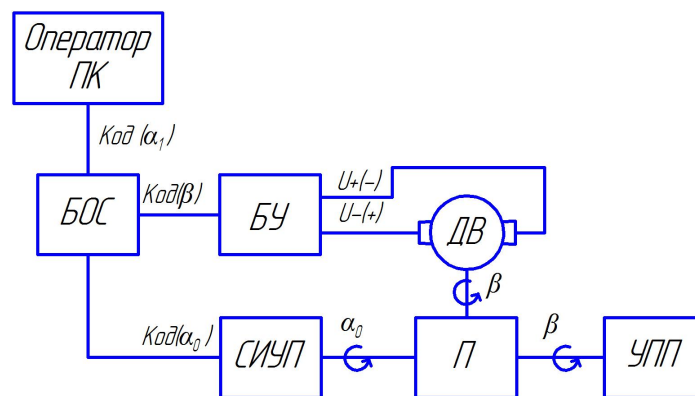 Оператор
ПК
Код (α₁)
БОС
Код(β)
БУ
U+(-)
U-(+)
ДВ
β
Код(α₀)
СИУП
α₀
П
β
УПП